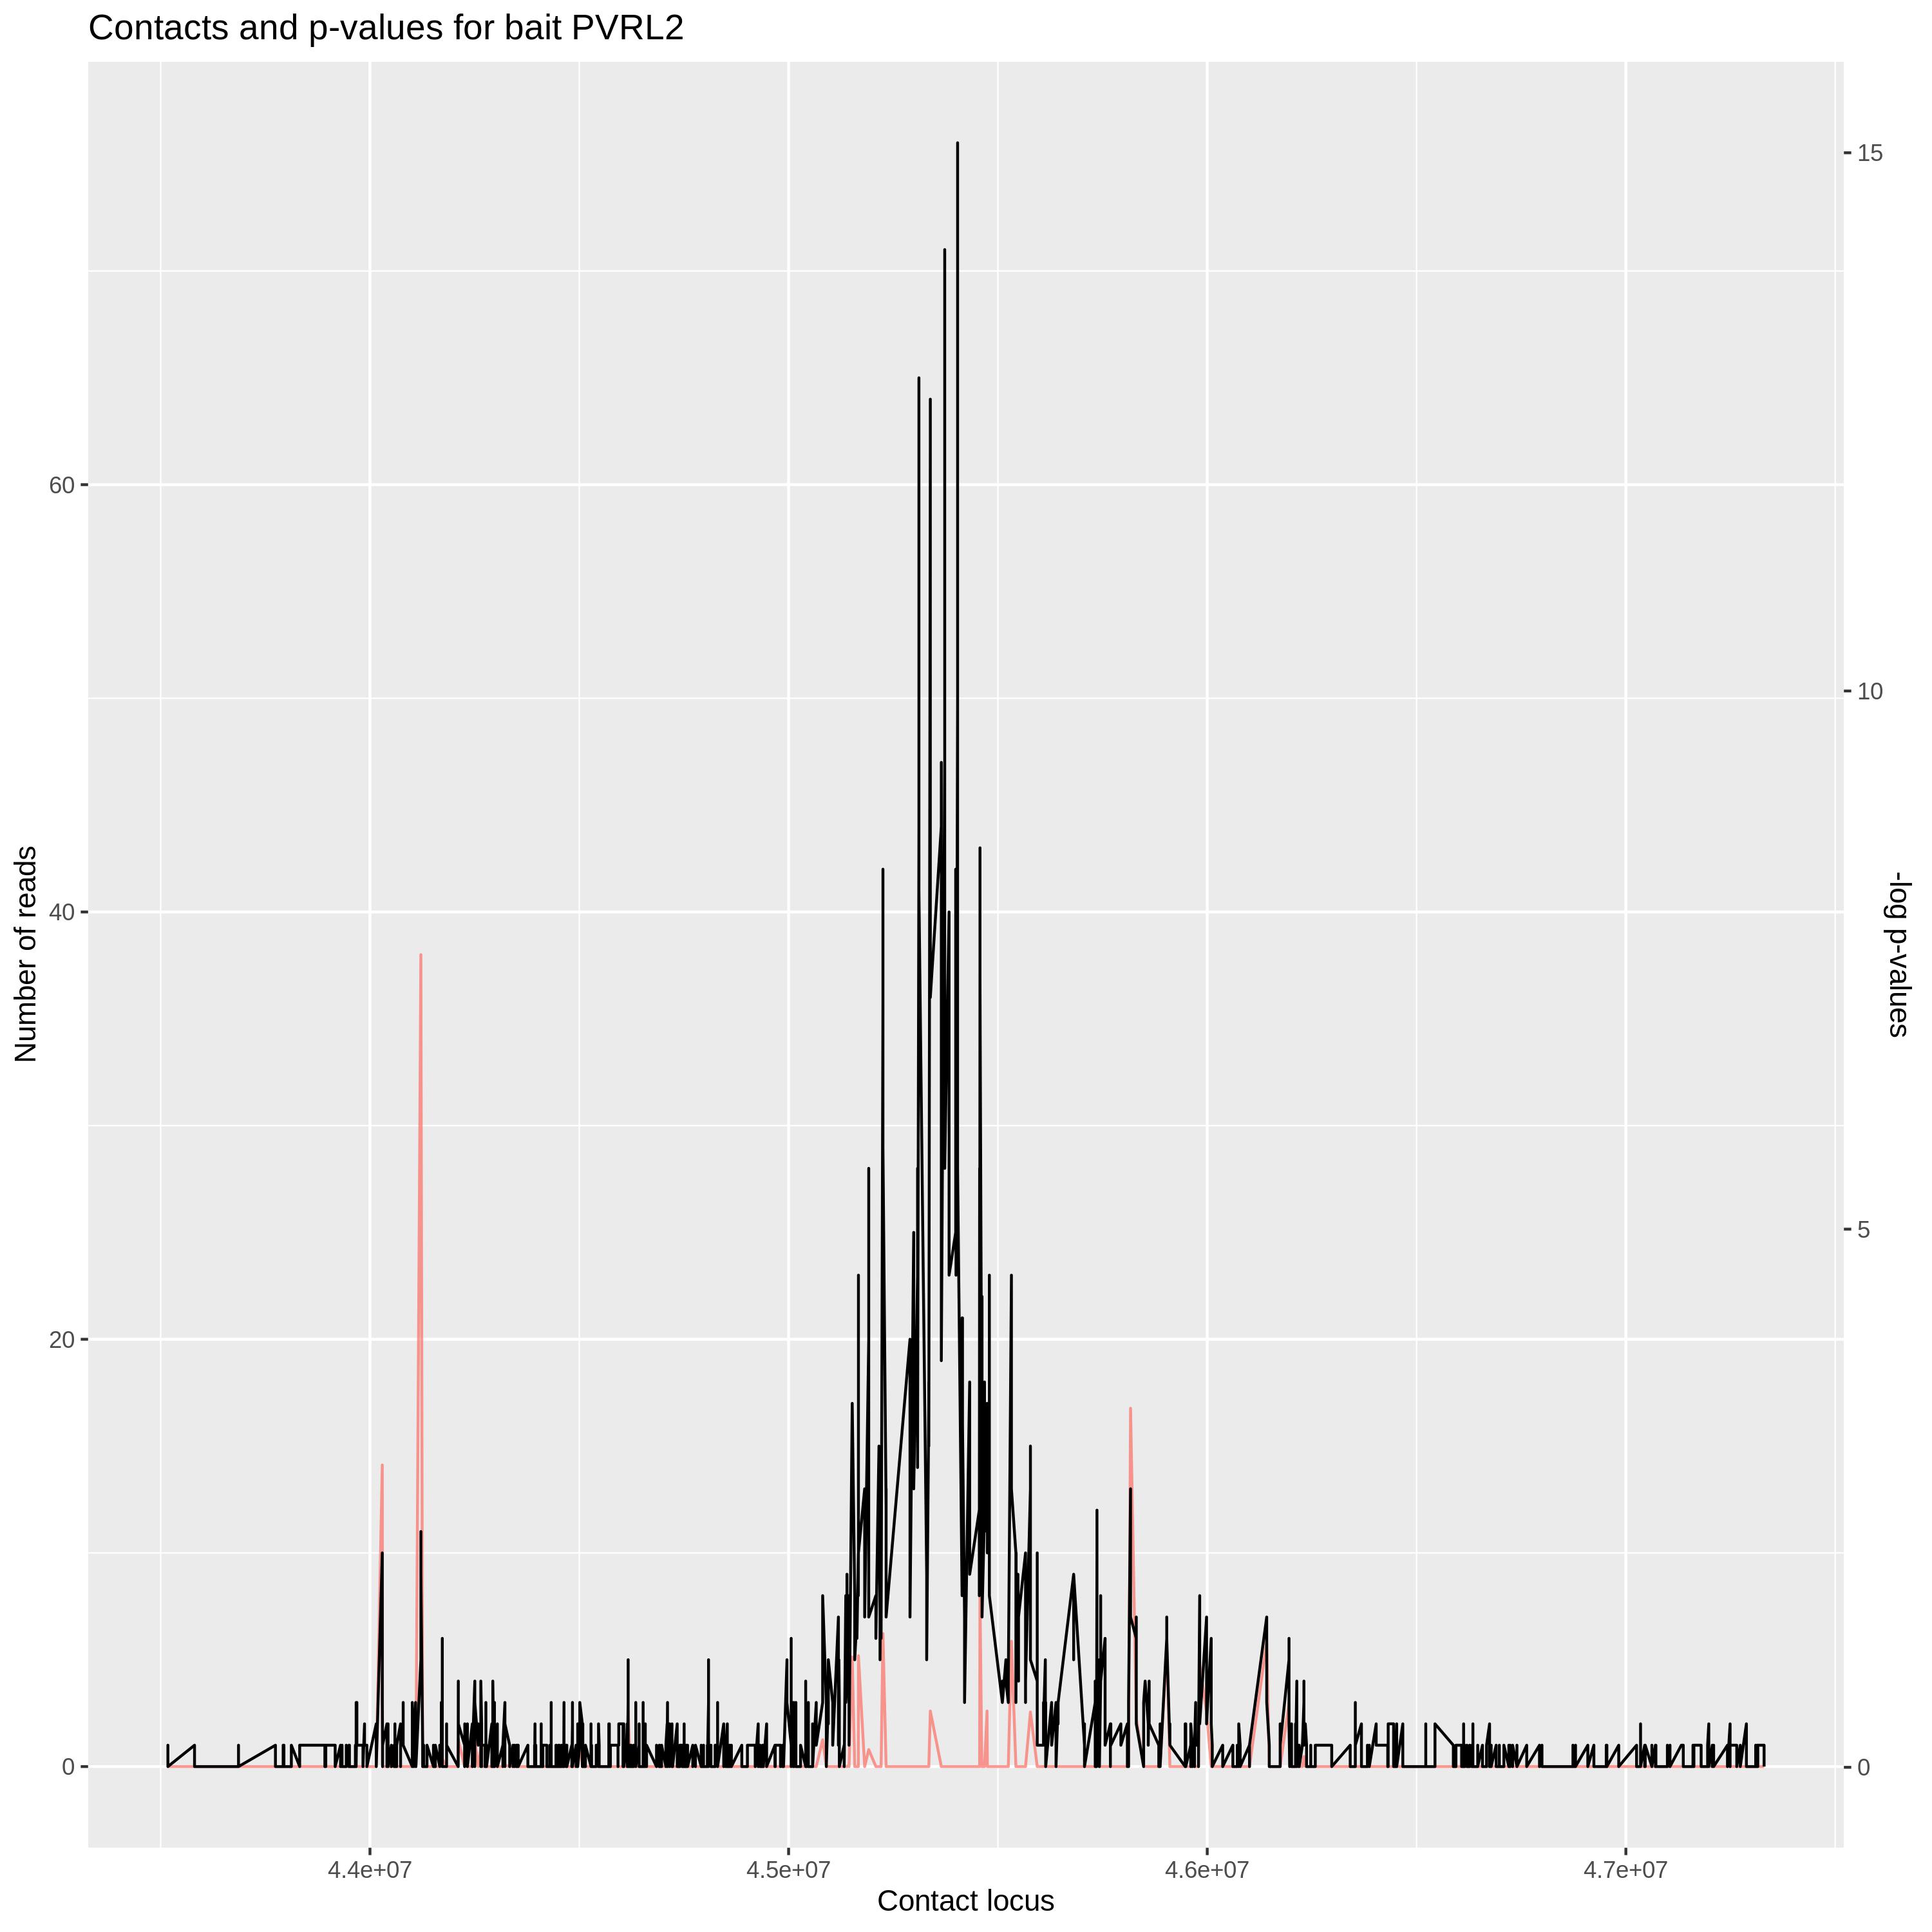 Contacts and p-values for bait PVRL2
15
60
10
Number of reads
40
-log p-values
5
20
0
0
4.4e+07
4.5e+07
4.6e+07
4.7e+07
Contact locus